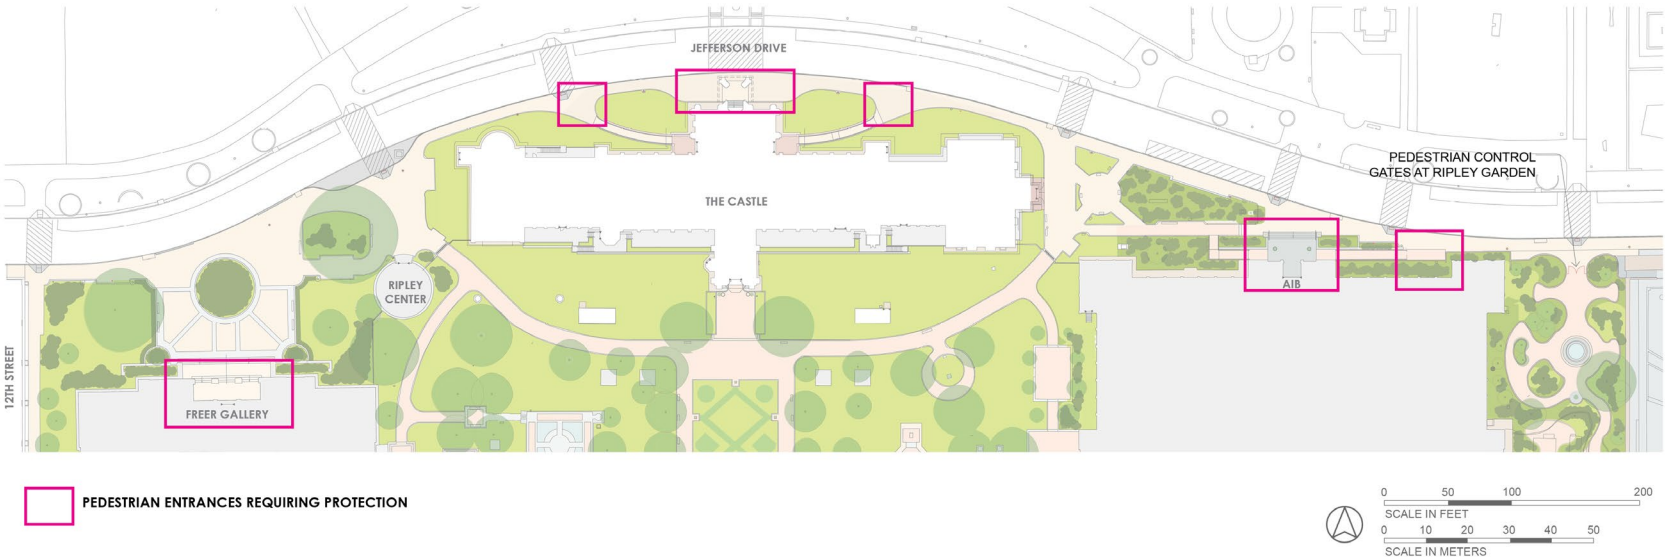 JEFFERSON DRIVE
PEDESTRIAN CONTROL
GATES AT RIPLEY GARDEN
THE CASTLE
RIPLEY
CENTER
AIB
12TH STREET
FREER GALLERY
PEDESTRIAN ENTRANCES REQUIRING PROTECTION
0 50 100 200
SCALE IN FEET
0 10 20 30 40 50
SCALE IN METERS